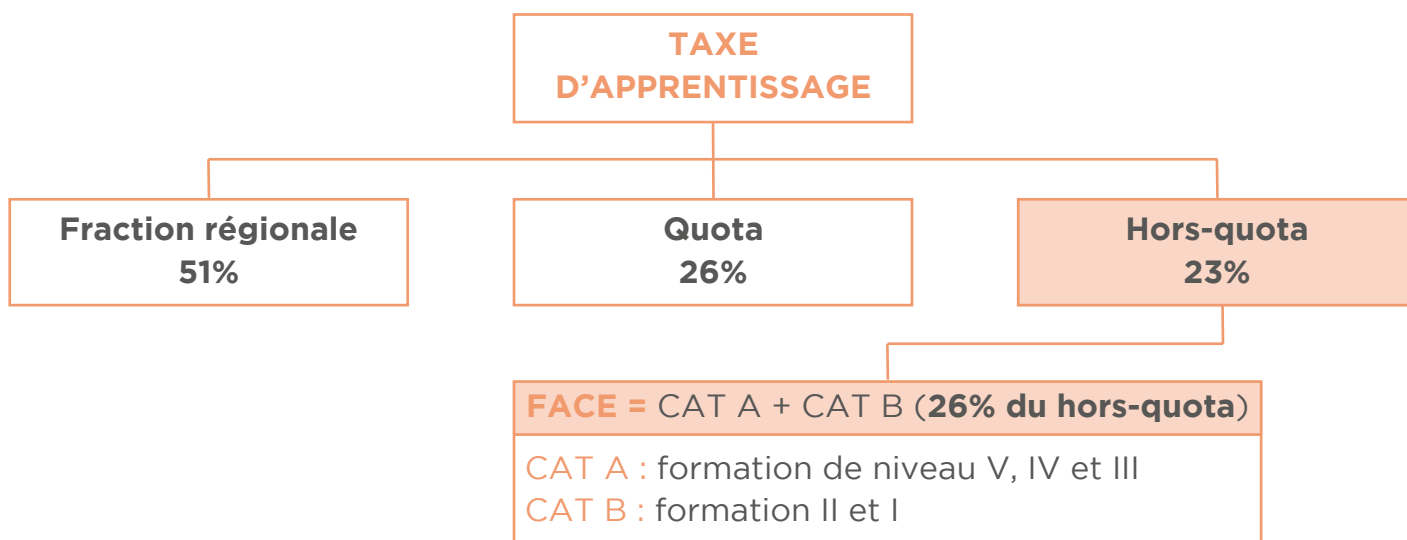 TAXE
D’APPRENTISSAGE
Fraction régionale
51%
Quota
26%
Hors-quota
23%
FACE = CAT A + CAT B (26% du hors-quota)
CAT A : formation de niveau V, IV et III
CAT B : formation II et I